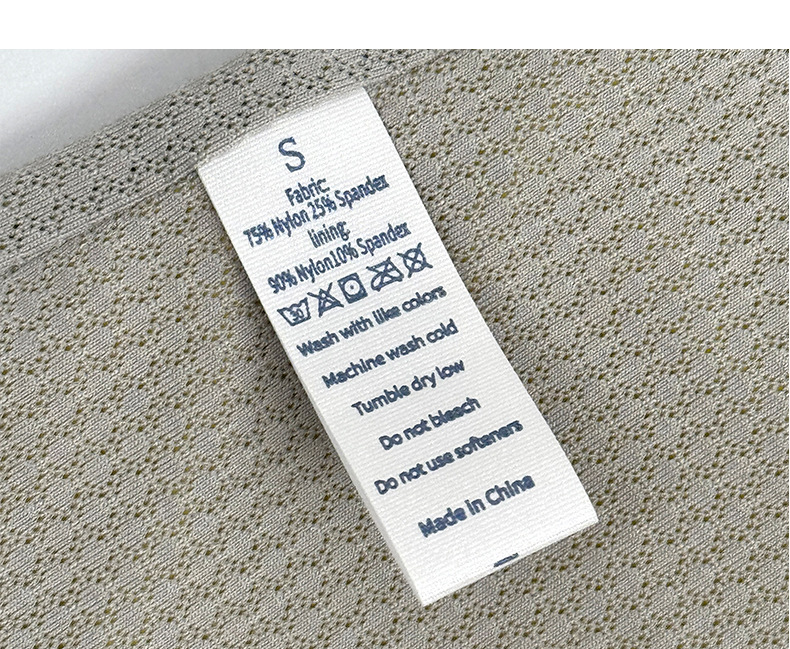 S
Fabric:
75% Nylon 25% Spandex
lining:
90% Nylon10% Spandex
30
Wash with like colors
Machine wash cold
Tumble dry low
Do not bleach
Do not use softeners
Made in China